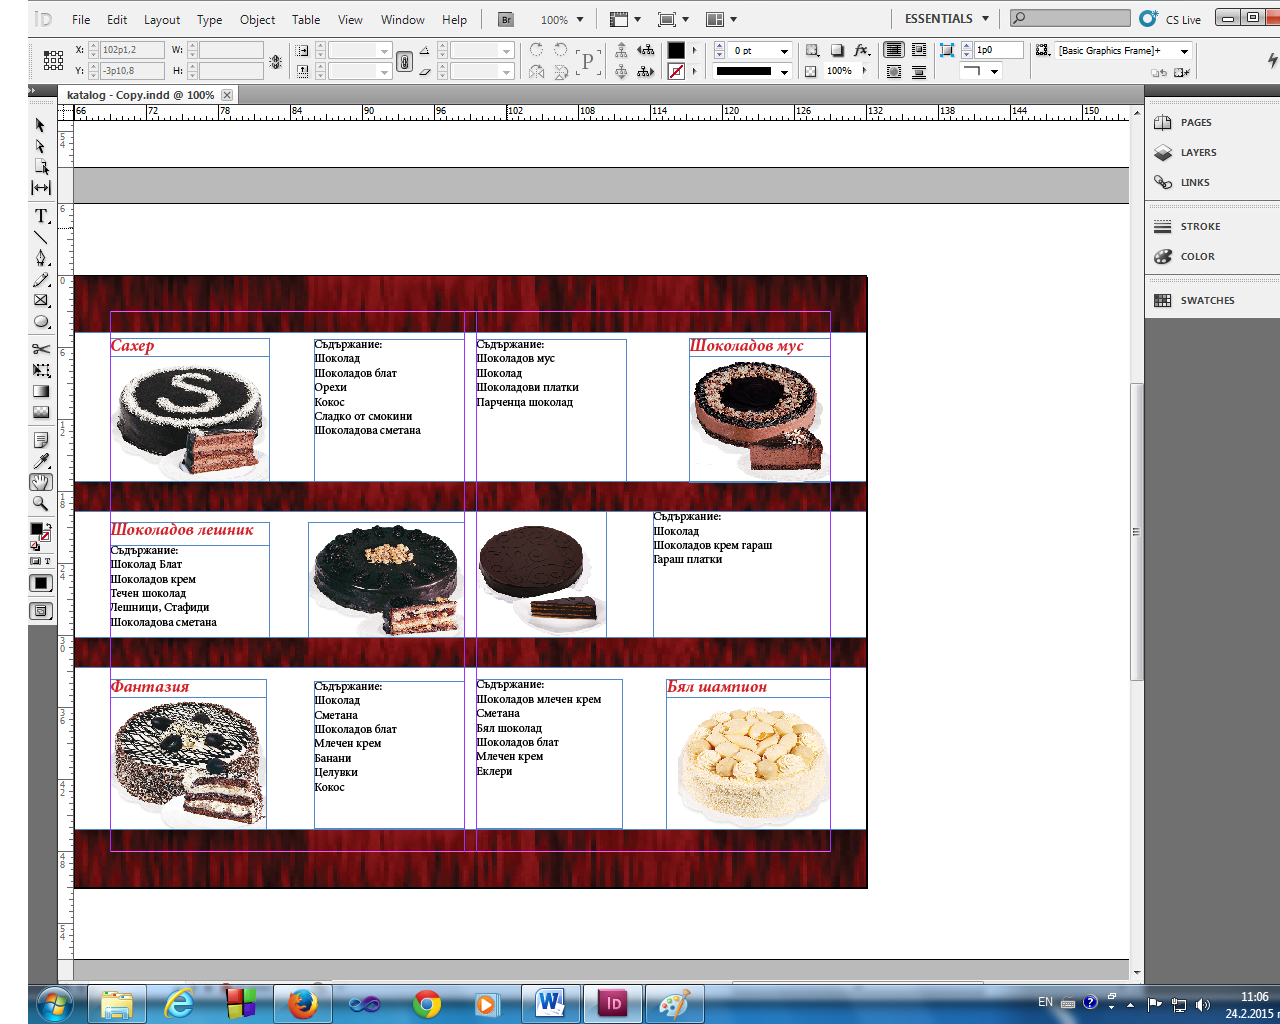 ID File Edit Layout Type Object Table View Window Help Br 100% ESSENTIALS CS Live
X: 102p1,2 W: 0 pt 1p0 [Basic Graphics Frame]+
Y: -3p10,8 H: 100%
katalog - Copy.indd @ 100%
66 72 78 84 90 96 102 108 114 120 126 132 138 144 150
PAGES
LAYERS
LINKS
STROKE
COLOR
SWATCHES
Сахер
Съдържание:
Шоколад
Шоколадов блат
Орехи
Кокос
Сладко от смокини
Шоколадова сметана
Съдържание:
Шоколадов мус
Шоколад
Шоколадови платки
Парченца шоколад
Шоколадов мус
S
Шоколадов лешник
Съдържание:
Шоколад Блат
Шоколадов крем
Течен шоколад
Лешници, Стафиди
Шоколадова сметана
Съдържание:
Шоколад
Шоколадов крем гараш
Гараш платки
Фантазия
Съдържание:
Шоколад
Сметана
Шоколадов блат
Млечен крем
Банани
Целувки
Кокос
Съдържание:
Шоколадов млечен крем
Сметана
Бял шоколад
Шоколадов блат
Млечен крем
Еклери
Бял шампион
EN 11:06
24.2.2015 г